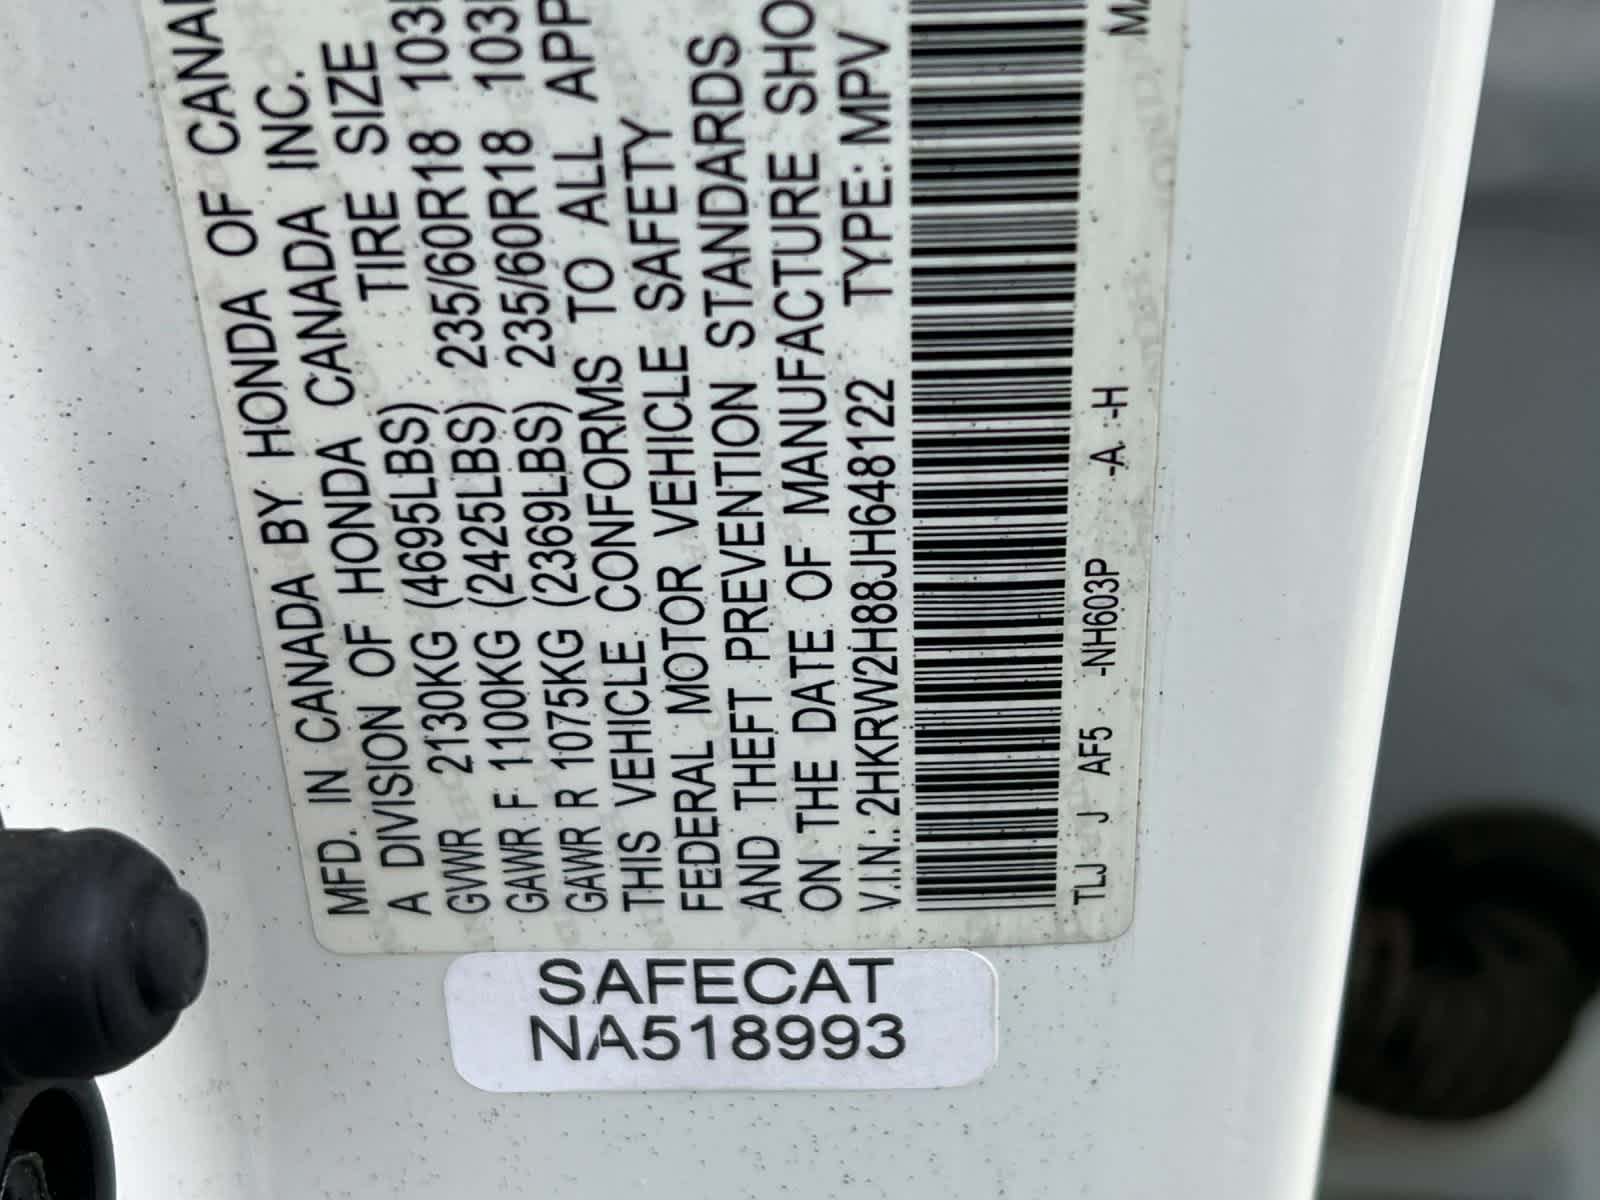 MFD. IN CANADA BY HONDA OF CANAD
A DIVISION OF HONDA CANADA INC.
TIRE SIZE
GVWR 2130KG (4695LBS) 235/60R18 103
GAWR F 1100KG (2425LBS) 235/60R18 103
GAWR R 1075KG (2369LBS)
THIS VEHICLE CONFORMS TO ALL APP
FEDERAL MOTOR VEHICLE SAFETY
AND THEFT PREVENTION STANDARDS
ON THE DATE OF MANUFACTURE SHO
V.I.N.: 2HKRW2H88JH648122 TYPE: MPV
TLJ J AF5 -NH603P -A -H
SAFECAT
NA518993